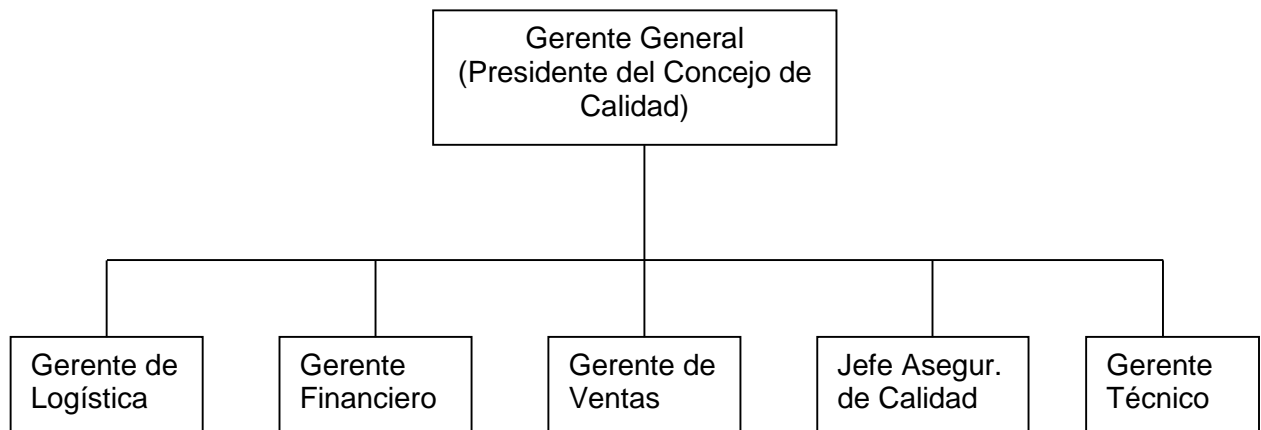 Gerente General
(Presidente del Concejo de
Calidad)
Gerente de
Logística
Gerente
Financiero
Gerente de
Ventas
Jefe Asegur.
de Calidad
Gerente
Técnico